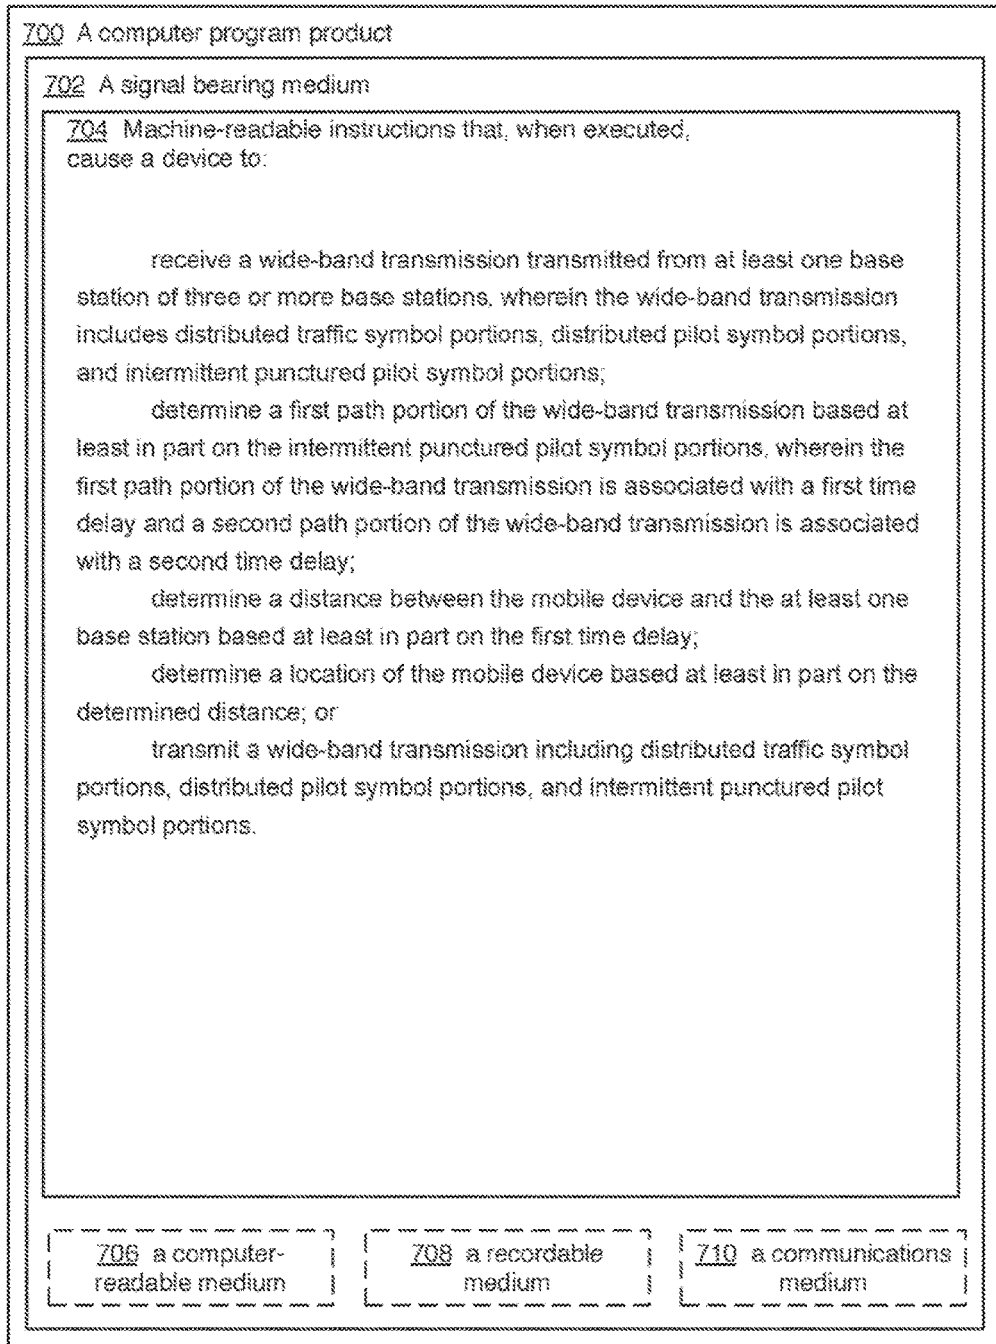 700 A computer program product
702 A signal bearing medium
704 Machine-readable instructions that, when executed,
cause a device to:
receive a wide-band transmission transmitted from at least one base
station of three or more base stations, wherein the wide-band transmission
includes distributed traffic symbol portions, distributed pilot symbol portions,
and intermittent punctured pilot symbol portions;
determine a first path portion of the wide-band transmission based at
least in part on the intermittent punctured pilot symbol portions, wherein the
first path portion of the wide-band transmission is associated with a first time
delay and a second path portion of the wide-band transmission is associated
with a second time delay;
determine a distance between the mobile device and the at least one
base station based at least in part on the first time delay;
determine a location of the mobile device based at least in part on the
determined distance; or
transmit a wide-band transmission including distributed traffic symbol
portions, distributed pilot symbol portions, and intermittent punctured pilot
symbol portions.
706 a computer-
readable medium
708 a recordable
medium
710 a communications
medium